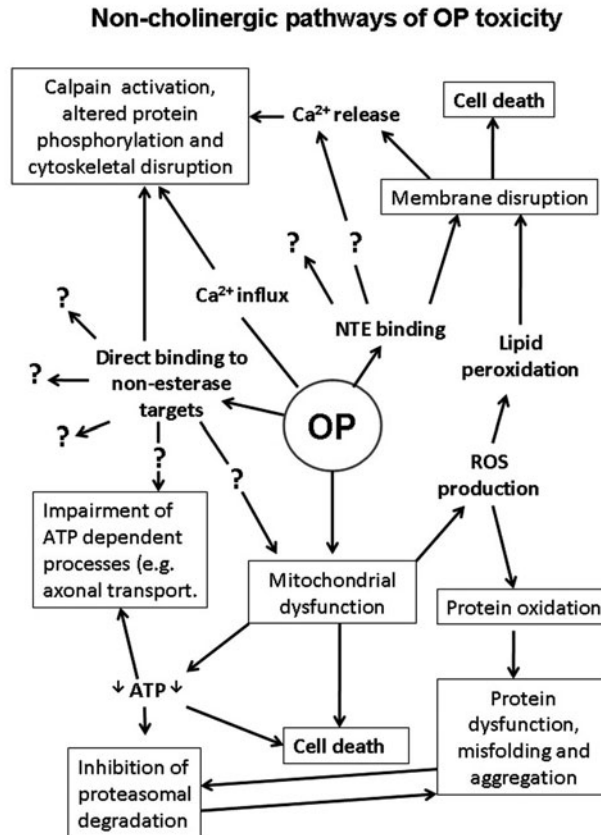 Non-cholinergic pathways of OP toxicity
Calpain activation,
altered protein
phosphorylation and
cytoskeletal disruption
Ca²⁺ release
Cell death
Membrane disruption
?
?
Ca²⁺ influx
NTE binding
Lipid
peroxidation
?
?
?
Direct binding to
non-esterase
targets
OP
?
?
ROS
production
Impairment of
ATP dependent
processes (e.g.
axonal transport.
Mitochondrial
dysfunction
Protein oxidation
↓ ATP ↓
Cell death
Protein
dysfunction,
misfolding and
aggregation
Inhibition of
proteasomal
degradation